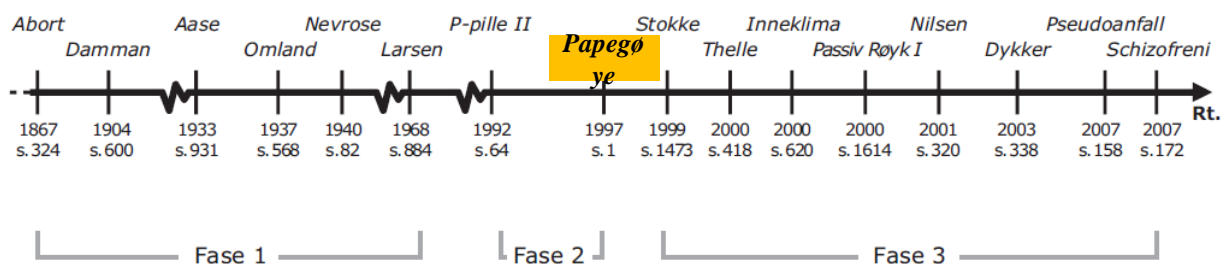 Abort Aase Nevrose P-pille II Stokke Inneklima Nilsen Pseudoanfall
Damman Omland Larsen Papegø Thelle Passiv Røyk I Dykker Schizofreni
ye
Rt.
1867 1904 1933 1937 1940 1968 1992 1997 1999 2000 2000 2000 2001 2003 2007 2007
s.324 s.600 s.931 s.568 s.82 s.884 s.64 s.1 s.1473 s.418 s.620 s.1614 s.320 s.338 s.158 s.172
Fase 1 Fase 2 Fase 3